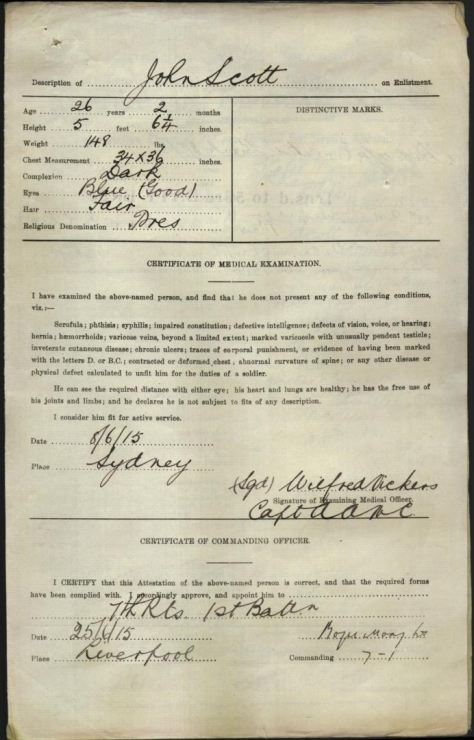 Description of John Scott on Enlistment.
Age 26 years 2 months
Height 5 feet 6¼ inches.
Weight 148 lbs.
Chest Measurement 34 X 36 inches.
Complexion Dark
Eyes Blue (Good)
Hair Fair
Religious Denomination Pres
DISTINCTIVE MARKS.
CERTIFICATE OF MEDICAL EXAMINATION.
I have examined the above-named person, and find that he does not present any of the following conditions,
viz.:—
Scrofula; phthisis; syphilis; impaired constitution; defective intelligence; defects of vision, voice, or hearing;
hernia; hæmorrhoids; varicose veins, beyond a limited extent; marked varicocele with unusually pendent testicle;
inveterate cutaneous disease; chronic ulcers; traces of corporal punishment, or evidence of having been marked
with the letters D. or B.C.; contracted or deformed chest; abnormal curvature of spine; or any other disease or
physical defect calculated to unfit him for the duties of a soldier.
He can see the required distance with either eye; his heart and lungs are healthy; he has the free use of
his joints and limbs; and he declares he is not subject to fits of any description.
I consider him fit for active service.
Date 8/6/15
Place Sydney
(Sgd) Wilfred Vickers
Signature of Examining Medical Officer.
Capt A A M C.
CERTIFICATE OF COMMANDING OFFICER.
I CERTIFY that this Attestation of the above-named person is correct, and that the required forms
have been complied with. I accordingly approve, and appoint him to
7th Rts. 1st Battn
Date 25/6/15
Place Liverpool
Commanding 7-1